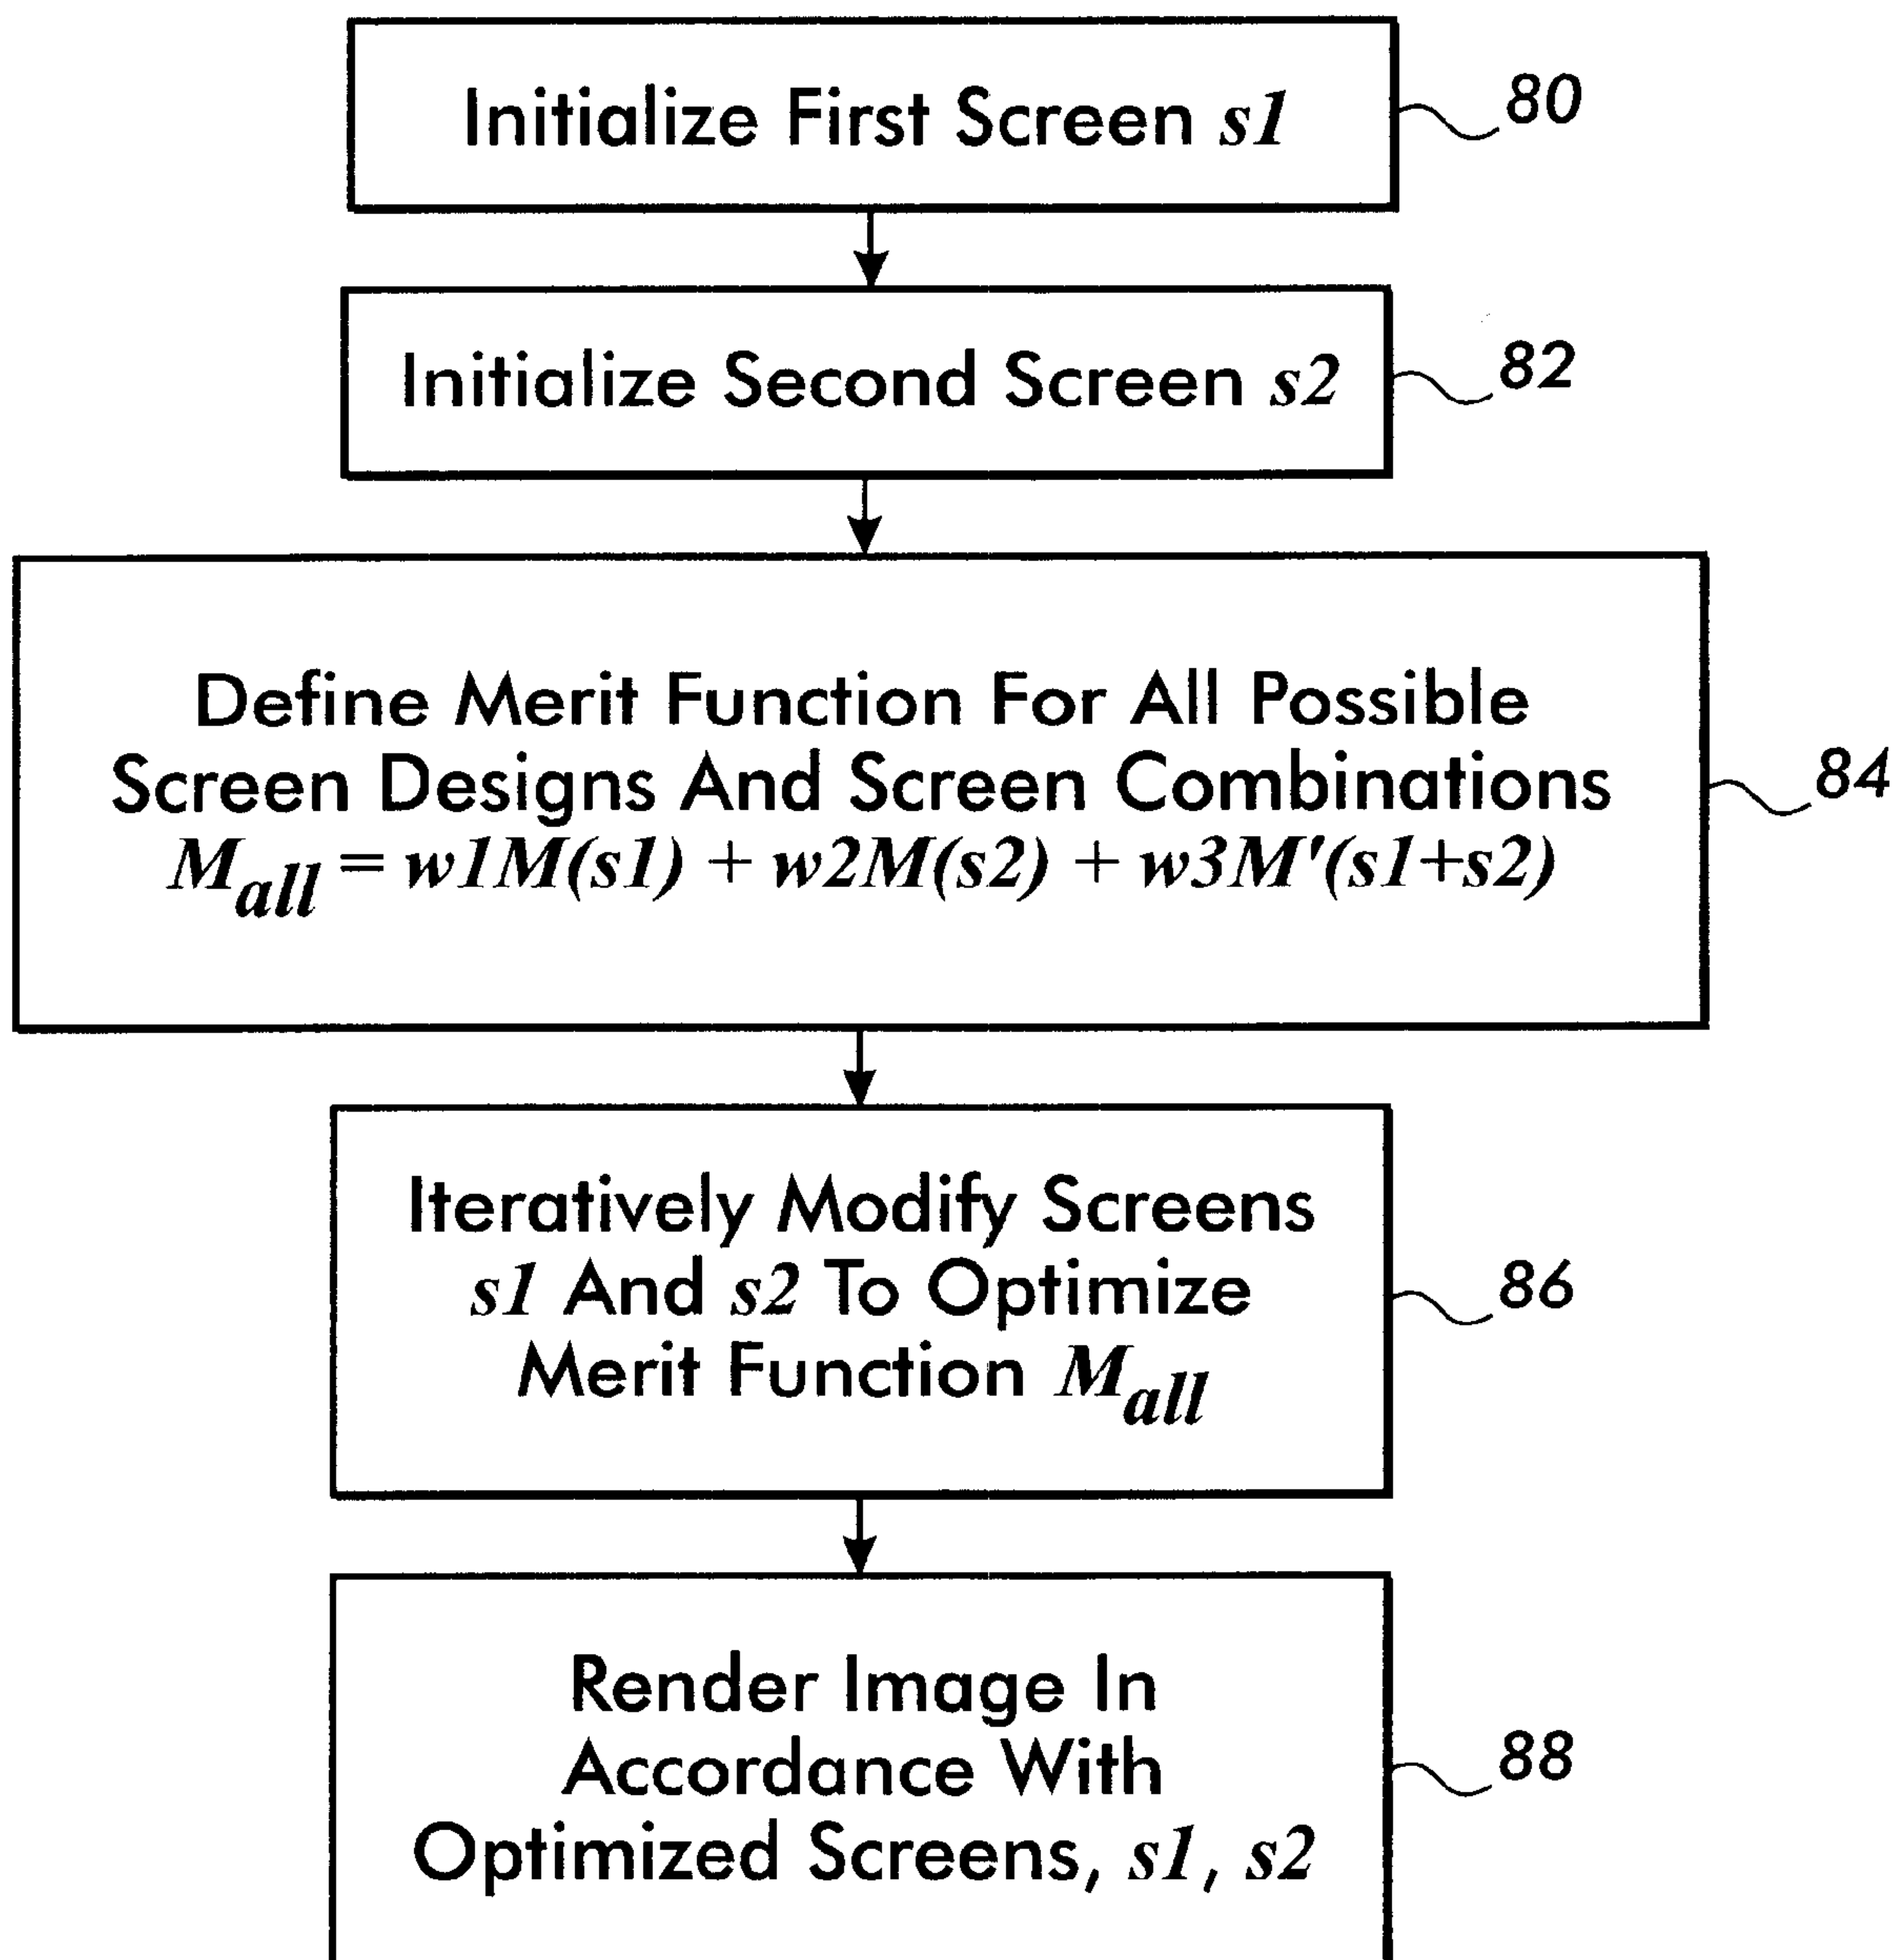 Initialize First Screen s1
80
Initialize Second Screen s2
82
Define Merit Function For All Possible
Screen Designs And Screen Combinations
M_all = w1M(s1) + w2M(s2) + w3M'(s1+s2)
84
Iteratively Modify Screens
s1 And s2 To Optimize
Merit Function M_all
86
Render Image In
Accordance With
Optimized Screens, s1, s2
88